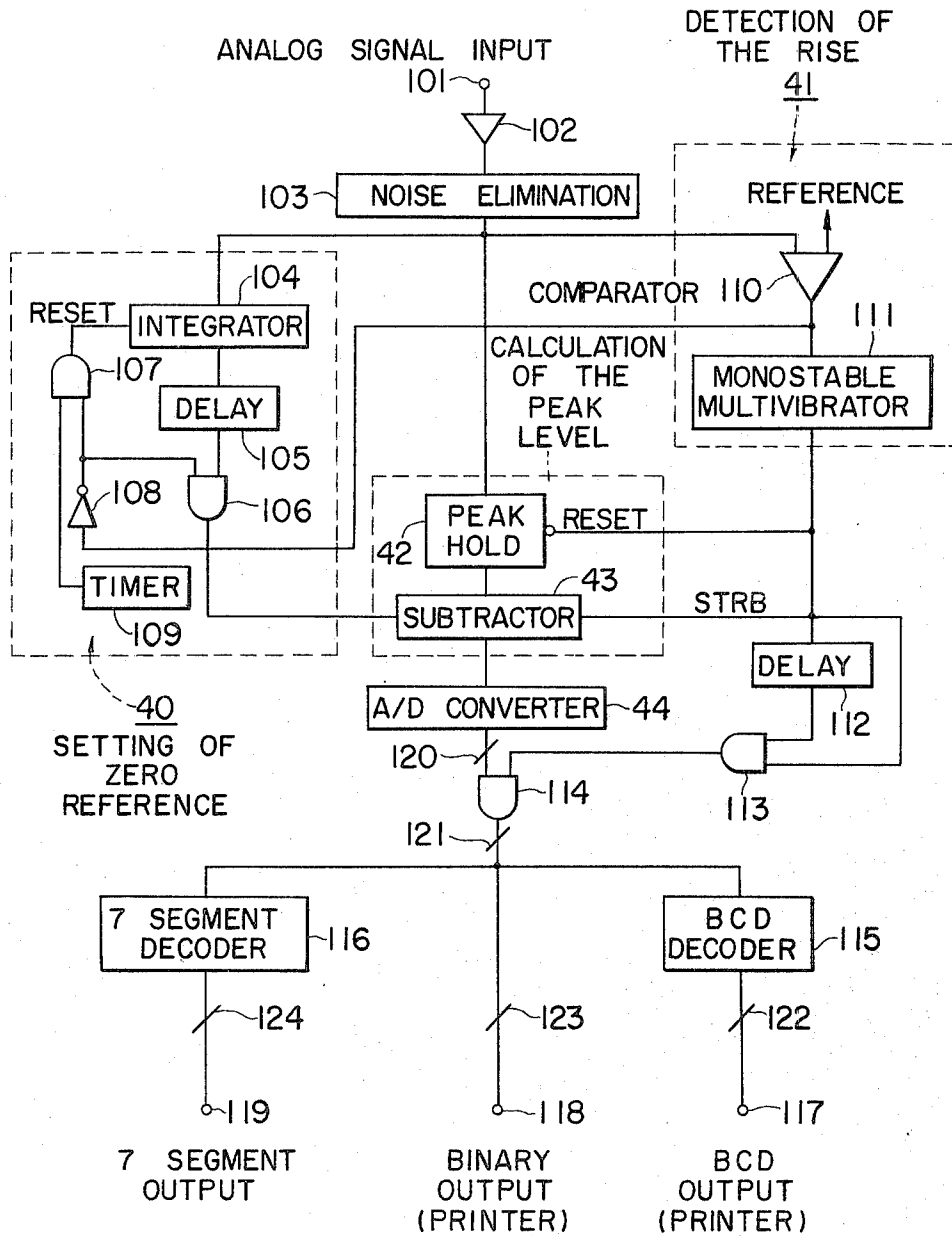 DETECTION OF
THE RISE
41
ANALOG SIGNAL INPUT
101
102
103
NOISE ELIMINATION
REFERENCE
104
COMPARATOR 110
RESET
INTEGRATOR
111
107
CALCULATION
OF THE
PEAK
LEVEL
MONOSTABLE
MULTIVIBRATOR
DELAY
105
108
106
PEAK
HOLD
42
RESET
TIMER
109
43
SUBTRACTOR
STRB
DELAY
112
40
SETTING OF
ZERO
REFERENCE
A/D CONVERTER
44
120
114
113
121
7 SEGMENT
DECODER
116
BCD
DECODER
115
124
123
122
119
118
117
7 SEGMENT
OUTPUT
BINARY
OUTPUT
(PRINTER)
BCD
OUTPUT
(PRINTER)